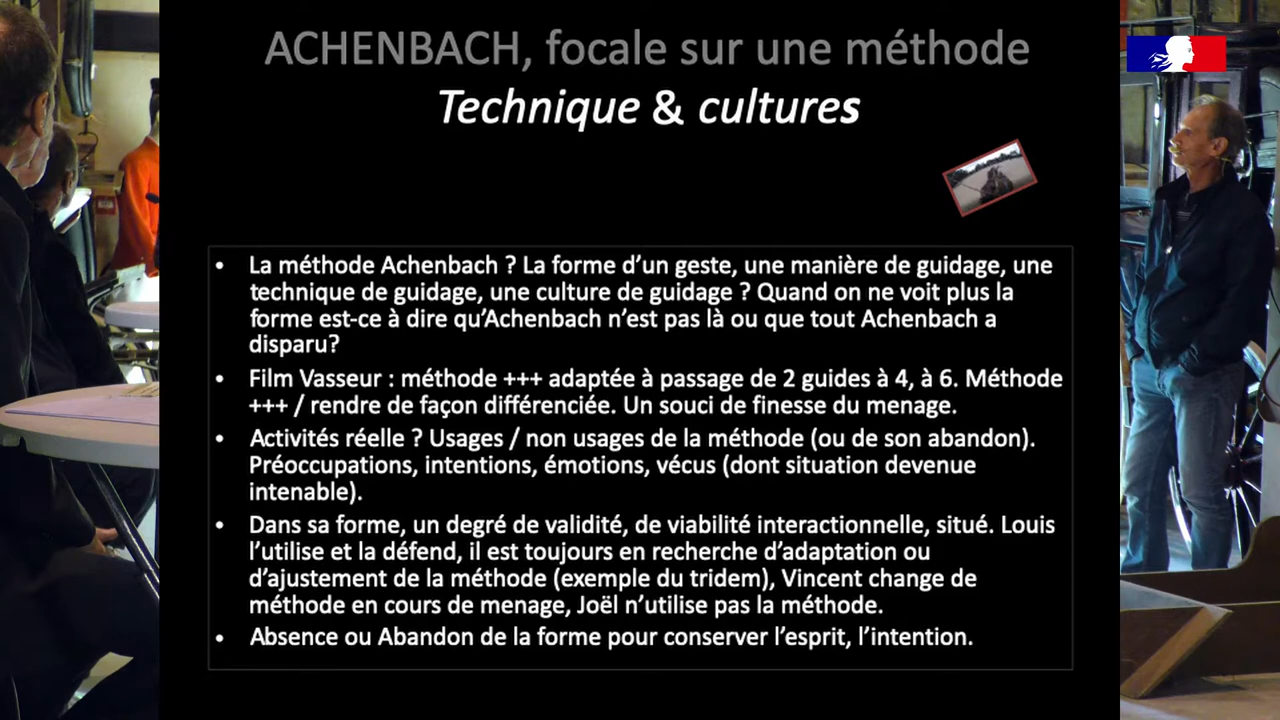 ACHENBACH, focale sur une méthode
Technique & cultures
• La méthode Achenbach ? La forme d’un geste, une manière de guidage, une
technique de guidage, une culture de guidage ? Quand on ne voit plus la
forme est-ce à dire qu’Achenbach n’est pas là ou que tout Achenbach a
disparu?
• Film Vasseur : méthode +++ adaptée à passage de 2 guides à 4, à 6. Méthode
+++ / rendre de façon différenciée. Un souci de finesse du menage.
• Activités réelle ? Usages / non usages de la méthode (ou de son abandon).
Préoccupations, intentions, émotions, vécus (dont situation devenue
intenable).
• Dans sa forme, un degré de validité, de viabilité interactionnelle, situé. Louis
l’utilise et la défend, il est toujours en recherche d’adaptation ou
d’ajustement de la méthode (exemple du tridem), Vincent change de
méthode en cours de menage, Joël n’utilise pas la méthode.
• Absence ou Abandon de la forme pour conserver l’esprit, l’intention.